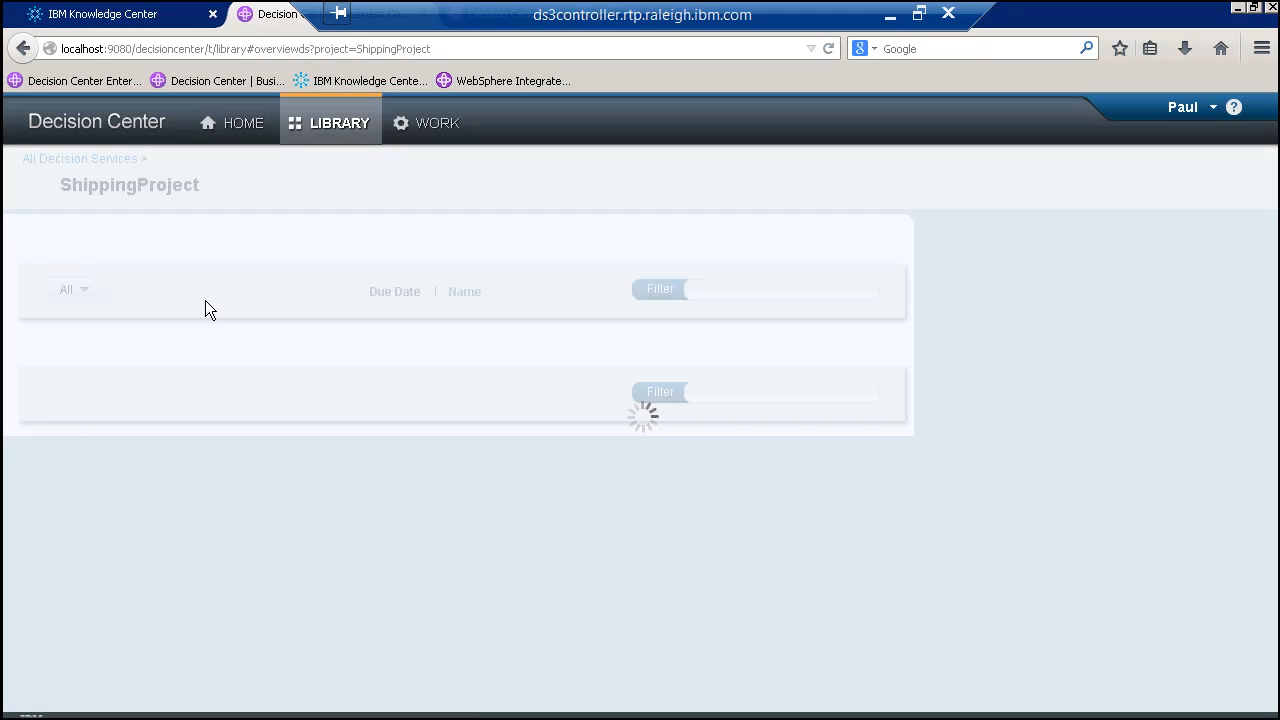 IBM Knowledge Center
Decision
ds3controller.rtp.raleigh.ibm.com
localhost:9080/decisioncenter/t/library#overviewds?project=ShippingProject
Google
Decision Center Enter...
Decision Center | Busi...
IBM Knowledge Cente...
WebSphere Integrate...
Decision Center
HOME
LIBRARY
WORK
Paul
?
All Decision Services >
ShippingProject
All
Due Date | Name
Filter
Filter